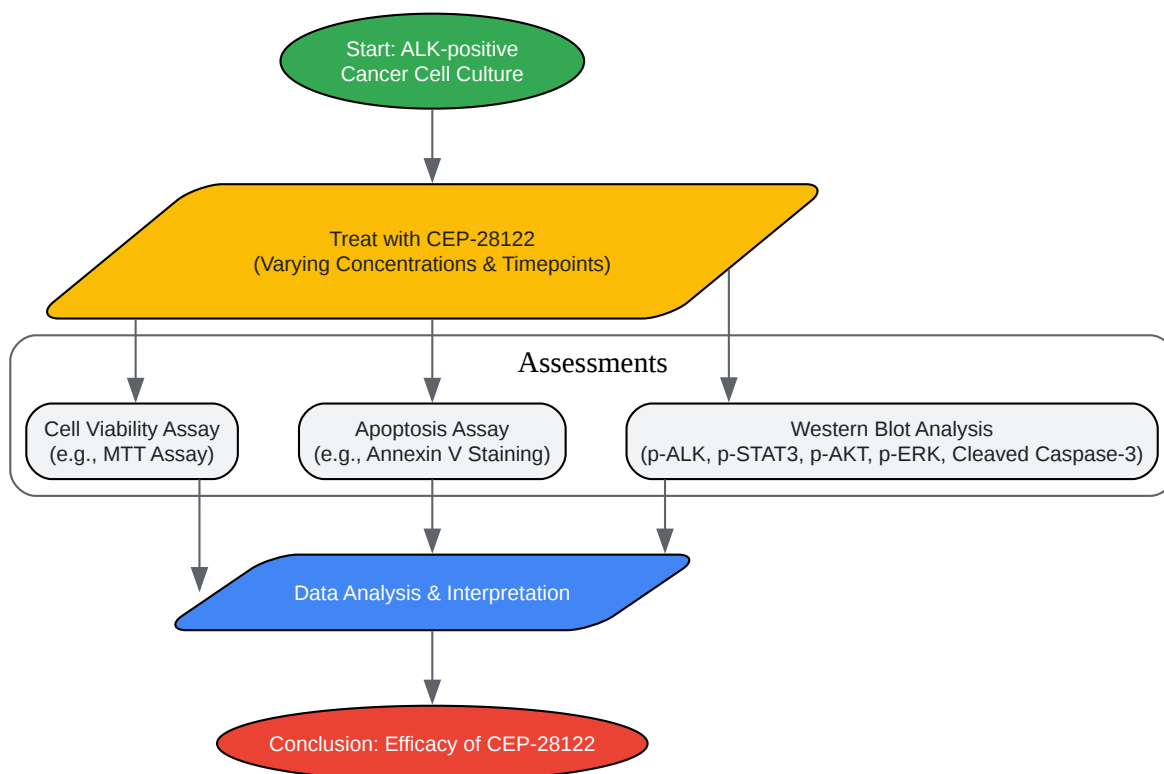 Start: ALK-positive
Cancer Cell Culture
Treat with CEP-28122
(Varying Concentrations & Timepoints)
Assessments
Cell Viability Assay
(e.g., MTT Assay)
Apoptosis Assay
(e.g., Annexin V Staining)
Western Blot Analysis
(p-ALK, p-STAT3, p-AKT, p-ERK, Cleaved Caspase-3)
Data Analysis & Interpretation
Conclusion: Efficacy of CEP-28122